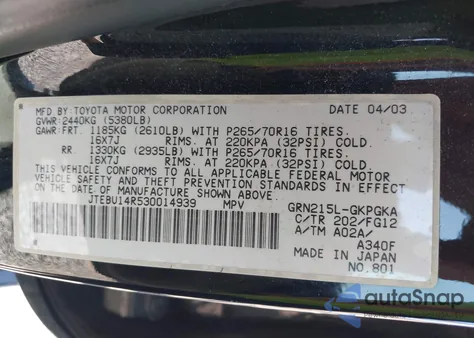 MFD BY: TOYOTA MOTOR CORPORATION DATE 04/03
GVWR: 2440KG (5380LB)
GAWR: FRT. 1185KG (2610LB) WITH P265/70R16 TIRES.
16X7J RIMS. AT 220KPA (32PSI) COLD.
RR. 1330KG (2935LB) WITH P265/70R16 TIRES.
16X7J RIMS. AT 220KPA (32PSI) COLD.
THIS VEHICLE CONFORMS TO ALL APPLICABLE FEDERAL MOTOR
VEHICLE SAFETY AND THEFT PREVENTION STANDARDS IN
EFFECT ON THE DATE OF MANUFACTURE SHOWN ABOVE.
JTEBU14R530014939 MPV GRN215L-GKPGKA
C/TR 202/FG12
A/TM A02A/
A340F
MADE IN JAPAN
NO.801
autoSnap